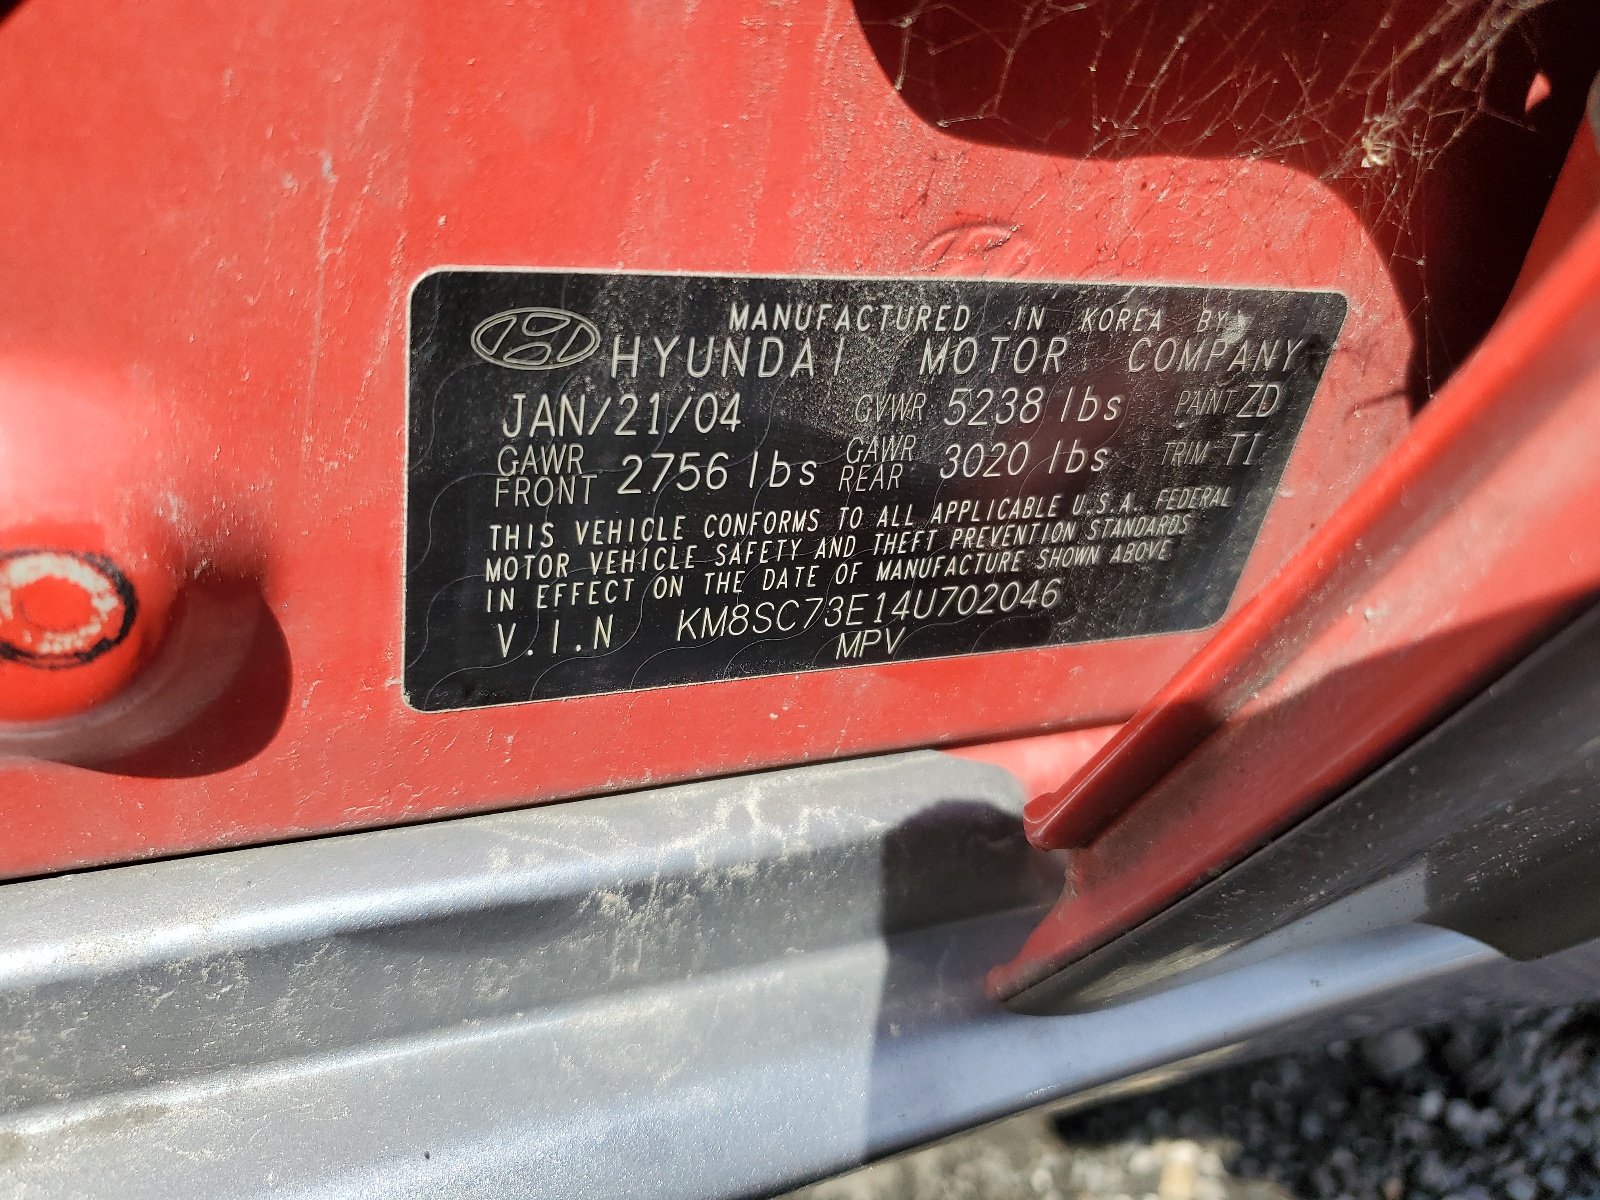 MANUFACTURED IN KOREA BY
HYUNDAI MOTOR COMPANY
JAN/21/04 GVWR 5238 lbs PAINT ZD
GAWR FRONT 2756 lbs GAWR REAR 3020 lbs TRIM TI
THIS VEHICLE CONFORMS TO ALL APPLICABLE U.S.A. FEDERAL
MOTOR VEHICLE SAFETY AND THEFT PREVENTION STANDARDS
IN EFFECT ON THE DATE OF MANUFACTURE SHOWN ABOVE
V.I.N KM8SC73E14U702046
MPV